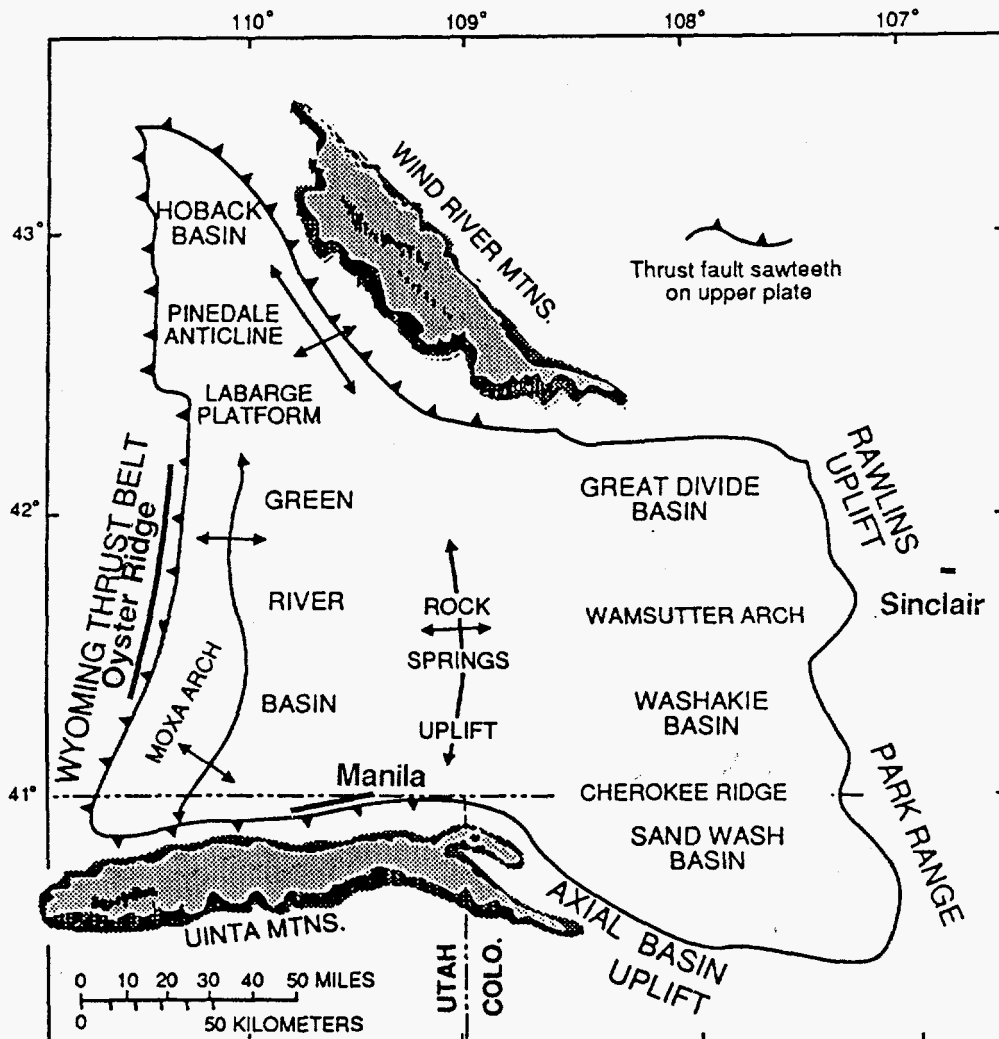 110°
109°
108°
107°
WIND RIVER MTNS.
HOBACK
BASIN
43°
Thrust fault sawteeth
on upper plate
PINEDALE
ANTICLINE
LABARGE
PLATFORM
RAWLINS
UPLIFT
WYOMING THRUST BELT
Oyster Ridge
42°
GREEN
RIVER
BASIN
GREAT DIVIDE
BASIN
ROCK
SPRINGS
UPLIFT
WAMSUTTER ARCH
Sinclair
MOXA ARCH
WASHAKIE
BASIN
Manila
41°
CHEROKEE RIDGE
SAND WASH
BASIN
PARK RANGE
UINTA MTNS.
AXIAL BASIN
UPLIFT
UTAH
COLO.
0 10 20 30 40 50 MILES
0 50 KILOMETERS